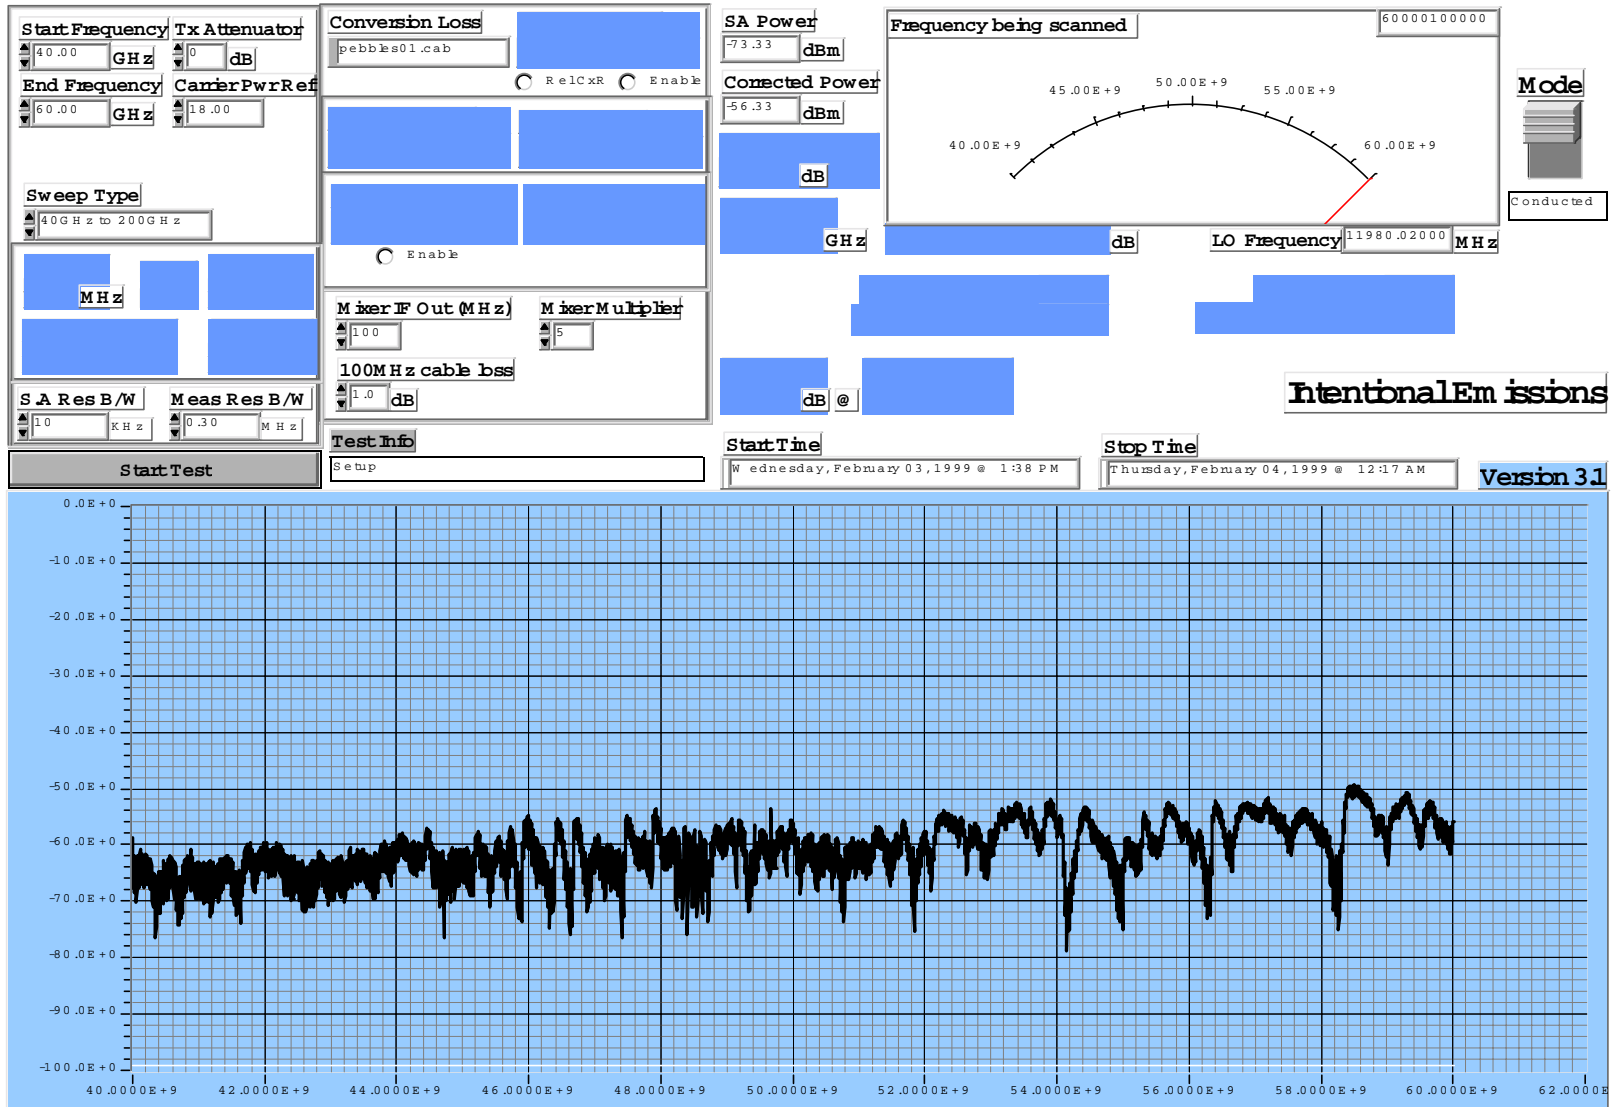 Start Frequency
40.00 GHz
Tx Attenuator
0 dB
End Frequency
60.00 GHz
Carrier Pwr Ref
18.00
Sweep Type
40GHz to 200GHz
MHz
S.A Res B/W
10 KHz
Meas Res B/W
0.30 MHz
Start Test
Conversion Loss
pebbles01.cab
RelCxR Enable
Enable
Mixer IF Out (MHz)
100
Mixer Multiplier
5
100MHz cable loss
1.0 dB
Test Info
Setup
SA Power
-73.33 dBm
Corrected Power
-56.33 dBm
dB
GHz
dB
dB @
Frequency being scanned
60000100000
40.00E+9 45.00E+9 50.00E+9 55.00E+9 60.00E+9
LO Frequency 11980.02000 MHz
Mode
Conducted
Intentional Emissions
Start Time
Wednesday, February 03, 1999 @ 1:38 PM
Stop Time
Thursday, February 04, 1999 @ 12:17 AM
Version 3.1
0.0E+0
-10.0E+0
-20.0E+0
-30.0E+0
-40.0E+0
-50.0E+0
-60.0E+0
-70.0E+0
-80.0E+0
-90.0E+0
-100.0E+0
40.0000E+9 42.0000E+9 44.0000E+9 46.0000E+9 48.0000E+9 50.0000E+9 52.0000E+9 54.0000E+9 56.0000E+9 58.0000E+9 60.0000E+9 62.0000E